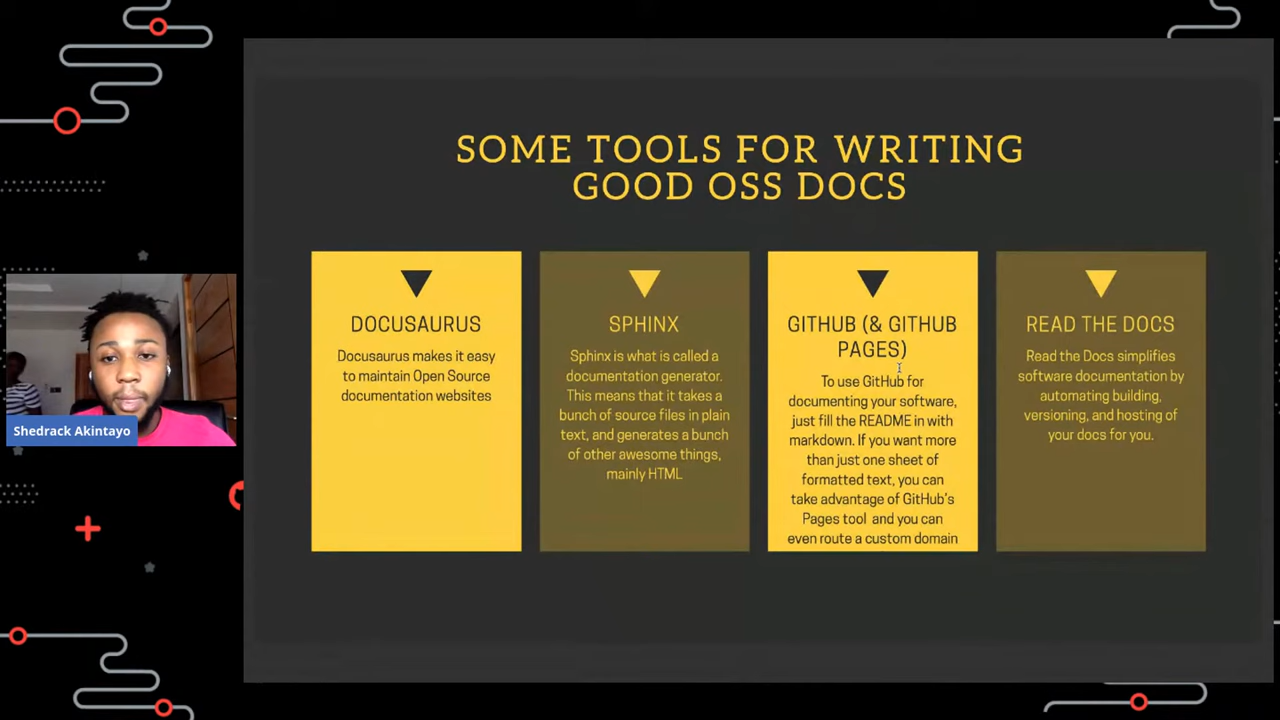 SOME TOOLS FOR WRITING
GOOD OSS DOCS
DOCUSAURUS
Docusaurus makes it easy
to maintain Open Source
documentation websites
SPHINX
Sphinx is what is called a
documentation generator.
This means that it takes a
bunch of source files in plain
text, and generates a bunch
of other awesome things,
mainly HTML
GITHUB (& GITHUB
PAGES)
To use GitHub for
documenting your software,
just fill the README in with
markdown. If you want more
than just one sheet of
formatted text, you can
take advantage of GitHub's
Pages tool and you can
even route a custom domain
READ THE DOCS
Read the Docs simplifies
software documentation by
automating building,
versioning, and hosting of
your docs for you.
Shedrack Akintayo